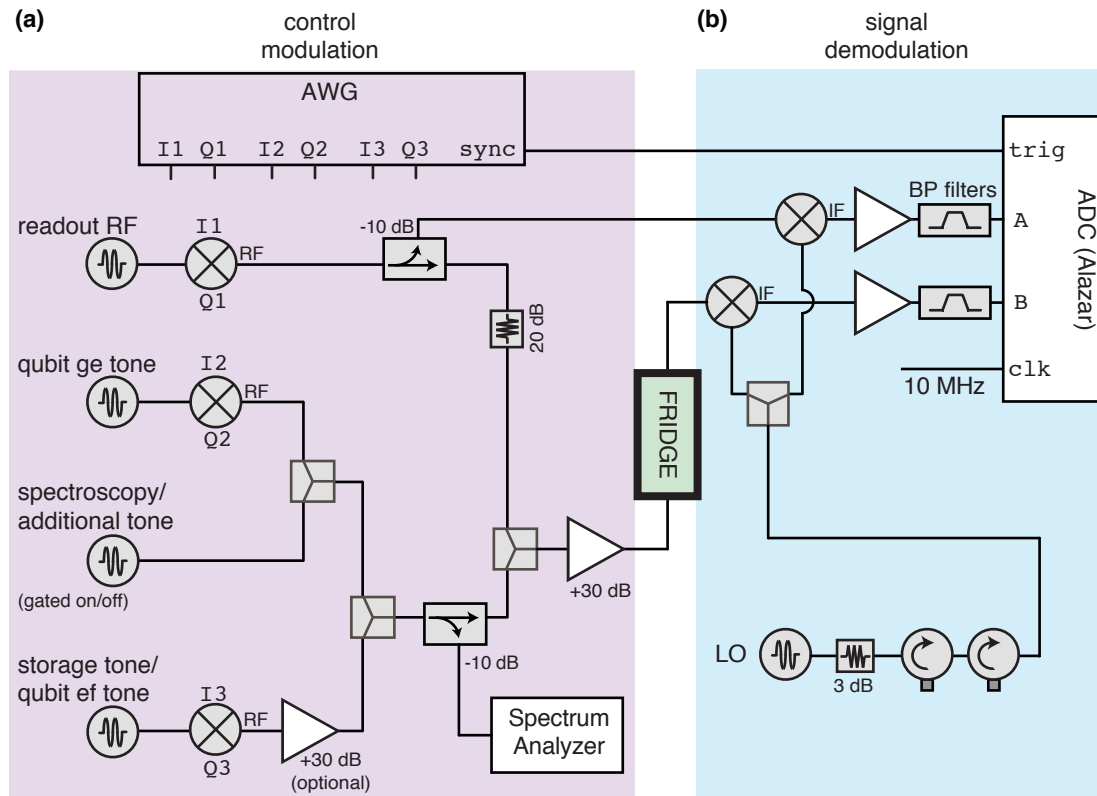 (a)
control
modulation
(b)
signal
demodulation
AWG
I1 Q1 I2 Q2 I3 Q3 sync
trig
ADC (Alazar)
readout RF
I1
RF
Q1
-10 dB
IF
BP filters
A
20 dB
IF
B
qubit ge tone
I2
RF
Q2
FRIDGE
10 MHz
clk
spectroscopy/
additional tone
(gated on/off)
+30 dB
-10 dB
storage tone/
qubit ef tone
I3
RF
Q3
+30 dB
(optional)
Spectrum
Analyzer
LO
3 dB